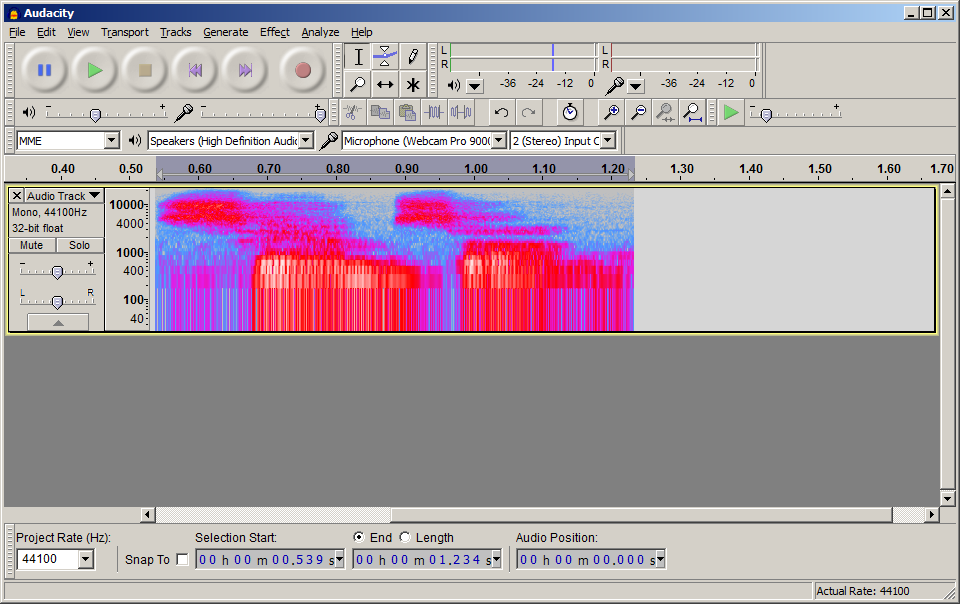 Audacity
File Edit View Transport Tracks Generate Effect Analyze Help
L
R
-36 -24 -12 0
L
R
-36 -24 -12 0
- + - + - +
MME Speakers (High Definition Audio Microphone (Webcam Pro 9000 2 (Stereo) Input C
0.40 0.50 0.60 0.70 0.80 0.90 1.00 1.10 1.20 1.30 1.40 1.50 1.60 1.70
Audio Track
Mono, 44100Hz
32-bit float
Mute Solo
- +
L R
10000
4000
1000
400
100
40
Project Rate (Hz): Selection Start: End Length Audio Position:
44100 Snap To 00 h 00 m 00.539 s 00 h 00 m 01.234 s 00 h 00 m 00.000 s
Actual Rate: 44100